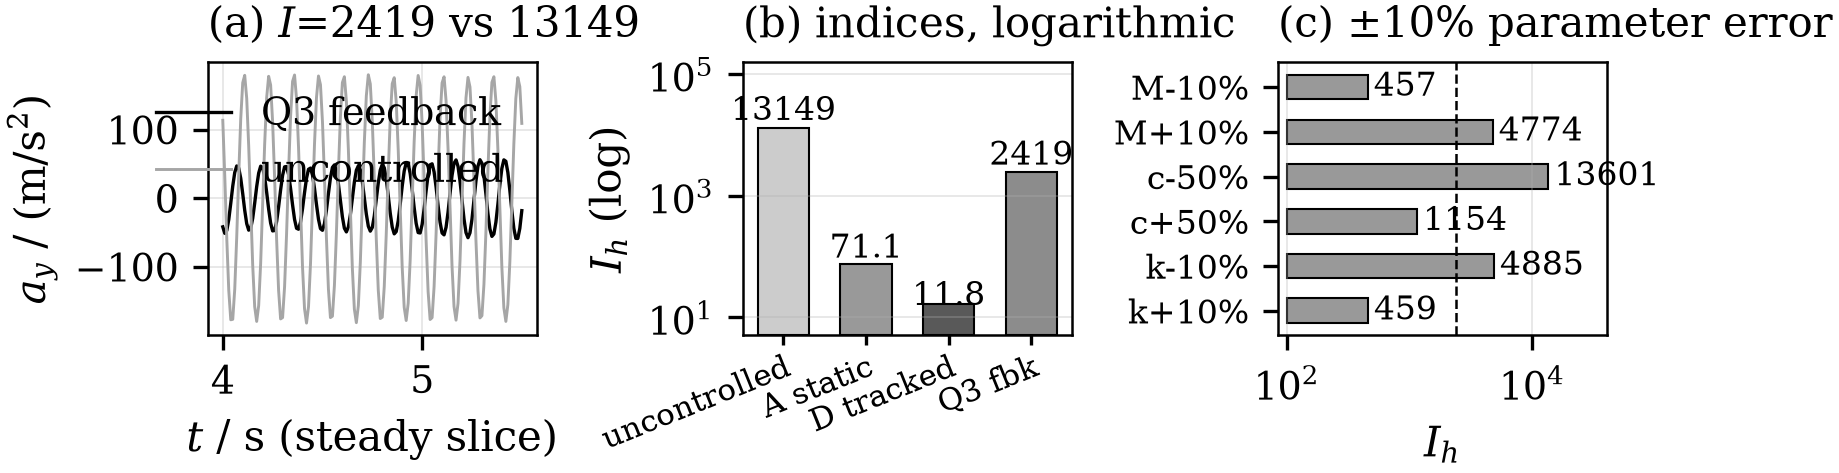 (a) I=2419 vs 13149
a_y / (m/s²)
100
0
−100
Q3 feedback
uncontrolled
4
5
t / s (steady slice)
(b) indices, logarithmic
I_h (log)
10⁵
10³
10¹
13149
71.1
11.8
2419
uncontrolled
A static
D tracked
Q3 fbk
(c) ±10% parameter error
M-10%
457
M+10%
4774
c-50%
13601
c+50%
1154
k-10%
4885
k+10%
459
10²
10⁴
I_h